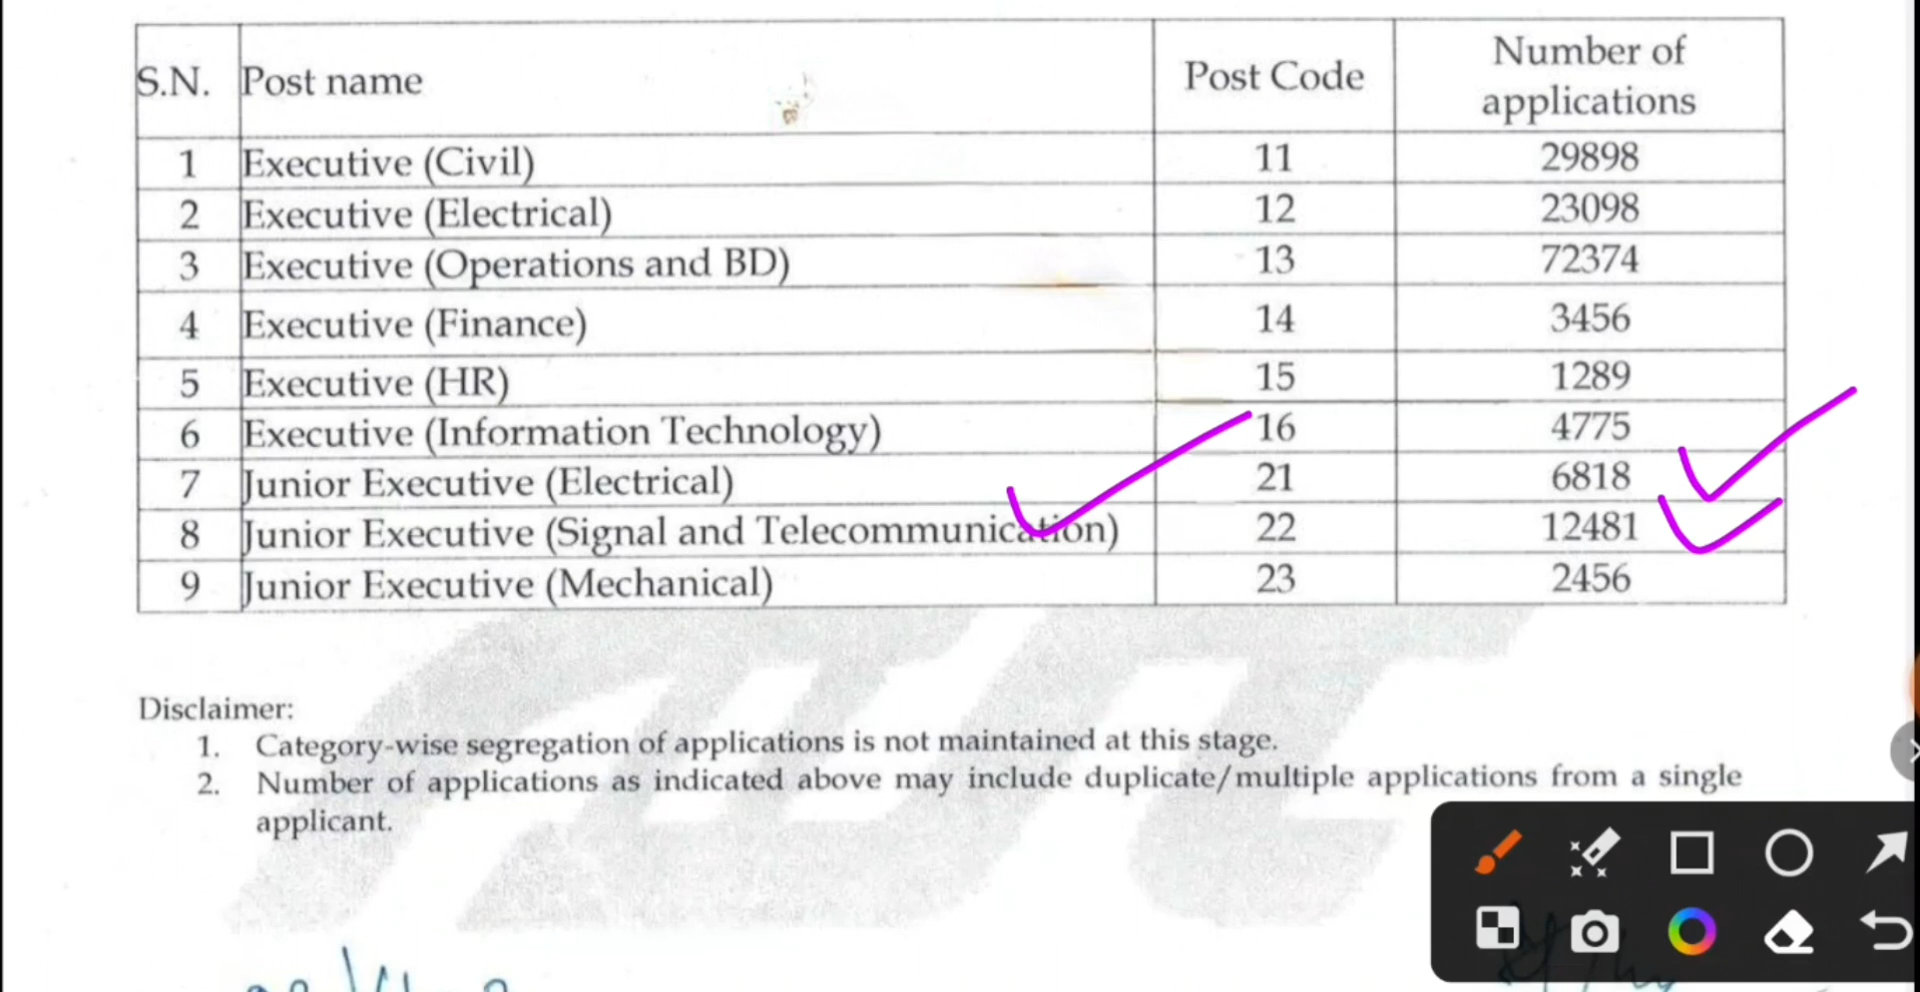 S.N. Post name Post Code Number of applications
1 Executive (Civil) 11 29898
2 Executive (Electrical) 12 23098
3 Executive (Operations and BD) 13 72374
4 Executive (Finance) 14 3456
5 Executive (HR) 15 1289
6 Executive (Information Technology) 16 4775
7 Junior Executive (Electrical) 21 6818
8 Junior Executive (Signal and Telecommunication) 22 12481
9 Junior Executive (Mechanical) 23 2456
Disclaimer:
1. Category-wise segregation of applications is not maintained at this stage.
2. Number of applications as indicated above may include duplicate/multiple applications from a single
applicant.